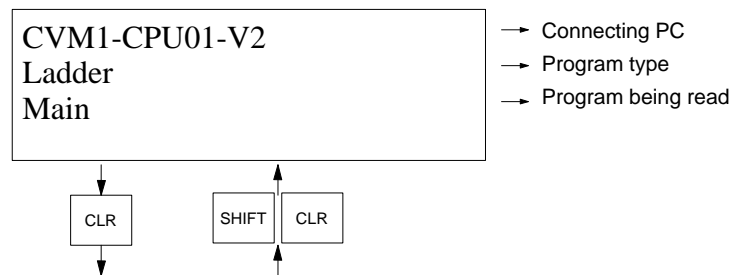 CVM1-CPU01-V2
Ladder
Main
Connecting PC
Program type
Program being read
CLR
SHIFT
CLR